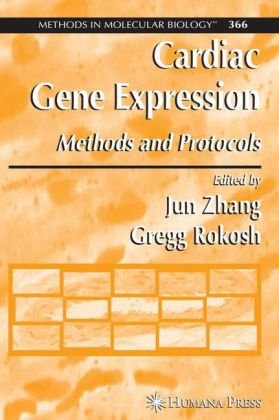 METHODS IN MOLECULAR BIOLOGY™ 366
Cardiac
Gene Expression
Methods and Protocols
Edited by
Jun Zhang
Gregg Rokosh
HUMANA PRESS